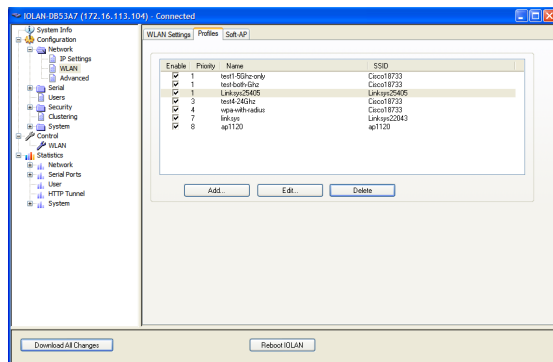 IOLAN-DB53A7 (172.16.113.104) - Connected
System Info
Configuration
Network
IP Settings
WLAN
Advanced
Serial
Users
Security
Clustering
System
Control
WLAN
Statistics
Network
Serial Ports
User
HTTP Tunnel
System
WLAN Settings Profiles Soft-AP
Enable Priority Name SSID
1 test1-5Ghz-only Cisco18733
1 test-both-Ghz Cisco18733
1 Linksys25405 Linksys25405
3 test4-24Ghz Cisco18733
4 wpa-with-radius Cisco18733
7 linksys Linksys22043
8 ap1120 ap1120
Add... Edit... Delete
Download All Changes Reboot IOLAN